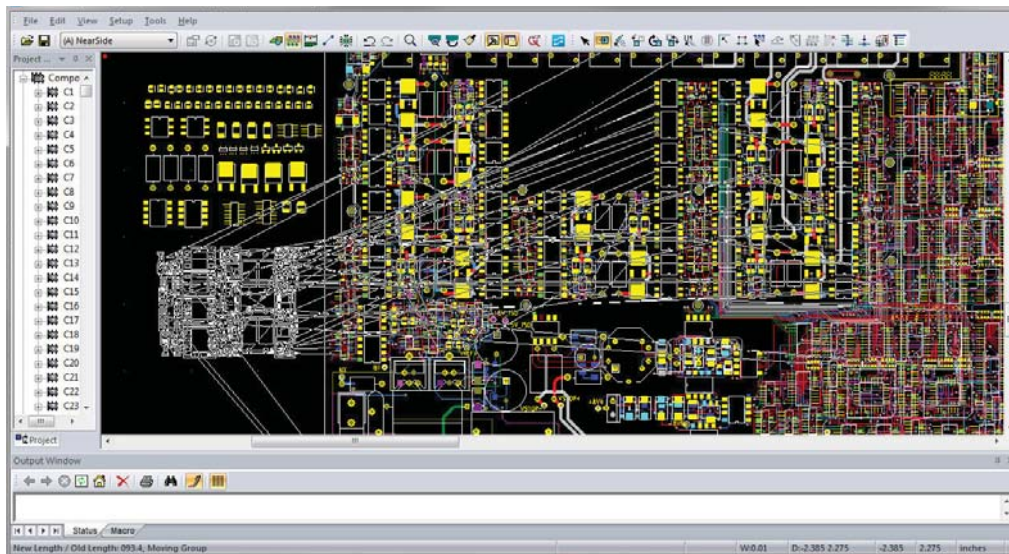 File Edit View Setup Tools Help
(A) NearSide
Project ...
Compo
C1
C2
C3
C4
C5
C6
C7
C8
C9
C10
C11
C12
C13
C14
C15
C16
C17
C18
C19
C20
C21
C22
C23
Project
Output Window
Status Macro
New Length / Old Length: 093.4, Moving Group W:0.01 D:-2.385 2.275 -2.385 2.275 inches